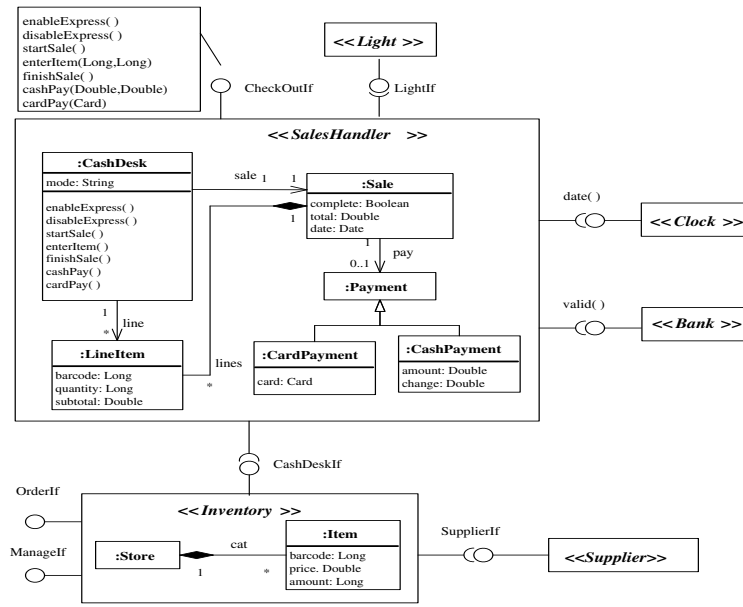 enableExpress( )
disableExpress( )
startSale( )
enterItem(Long,Long)
finishSale( )
cashPay(Double,Double)
cardPay(Card)
CheckOutIf
<<Light >>
LightIf
<<SalesHandler >>
:CashDesk
mode: String
enableExpress( )
disableExpress( )
startSale( )
enterItem( )
finishSale( )
cashPay( )
cardPay( )
sale 1 1
:Sale
complete: Boolean
total: Double
date: Date
1
1
pay
0..1
:Payment
1
line
*
:LineItem
barcode: Long
quantity: Long
subtotal: Double
lines
*
:CardPayment
card: Card
:CashPayment
amount: Double
change: Double
date( )
<<Clock >>
valid( )
<<Bank >>
CashDeskIf
OrderIf
ManageIf
<<Inventory >>
:Store
cat
1 *
:Item
barcode: Long
price. Double
amount: Long
SupplierIf
<<Supplier>>